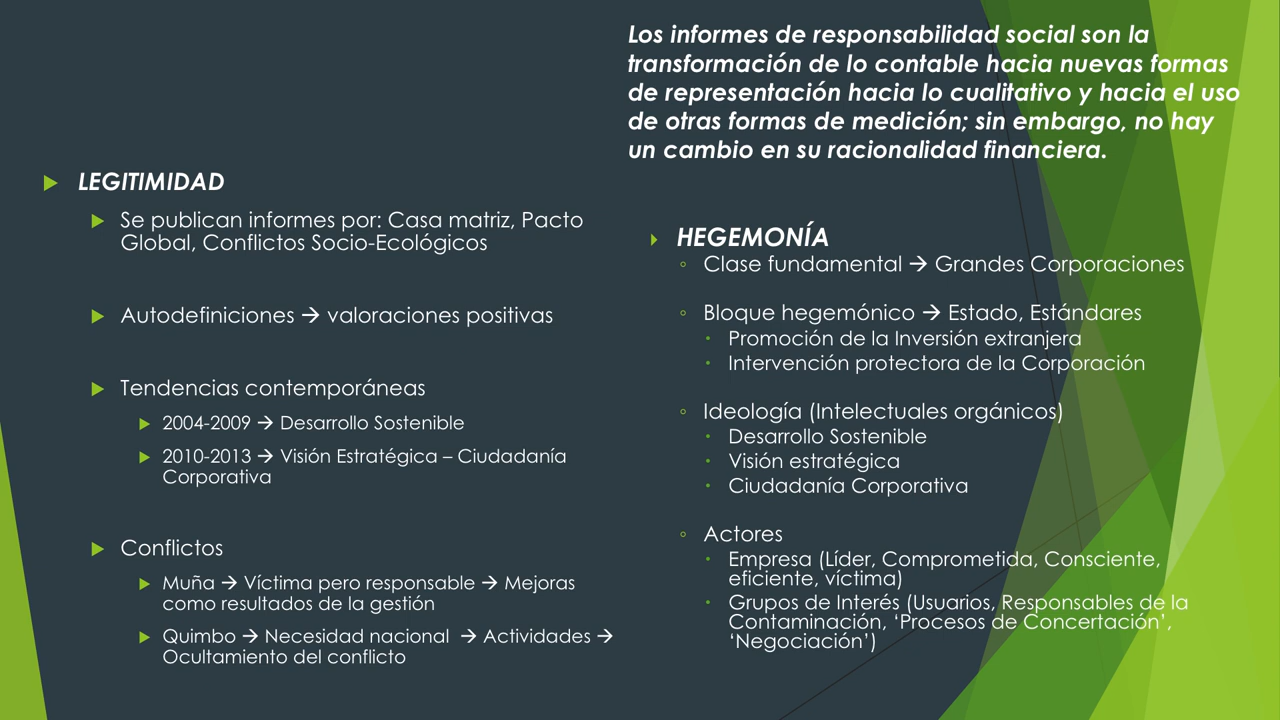 Los informes de responsabilidad social son la
transformación de lo contable hacia nuevas formas
de representación hacia lo cualitativo y hacia el uso
de otras formas de medición; sin embargo, no hay
un cambio en su racionalidad financiera.
LEGITIMIDAD
Se publican informes por: Casa matriz, Pacto
Global, Conflictos Socio-Ecológicos
Autodefiniciones → valoraciones positivas
Tendencias contemporáneas
2004-2009 → Desarrollo Sostenible
2010-2013 → Visión Estratégica – Ciudadanía
Corporativa
Conflictos
Muña → Víctima pero responsable → Mejoras
como resultados de la gestión
Quimbo → Necesidad nacional → Actividades →
Ocultamiento del conflicto
HEGEMONÍA
Clase fundamental → Grandes Corporaciones
Bloque hegemónico → Estado, Estándares
Promoción de la Inversión extranjera
Intervención protectora de la Corporación
Ideología (Intelectuales orgánicos)
Desarrollo Sostenible
Visión estratégica
Ciudadanía Corporativa
Actores
Empresa (Líder, Comprometida, Consciente,
eficiente, víctima)
Grupos de Interés (Usuarios, Responsables de la
Contaminación, ‘Procesos de Concertación’,
‘Negociación’)